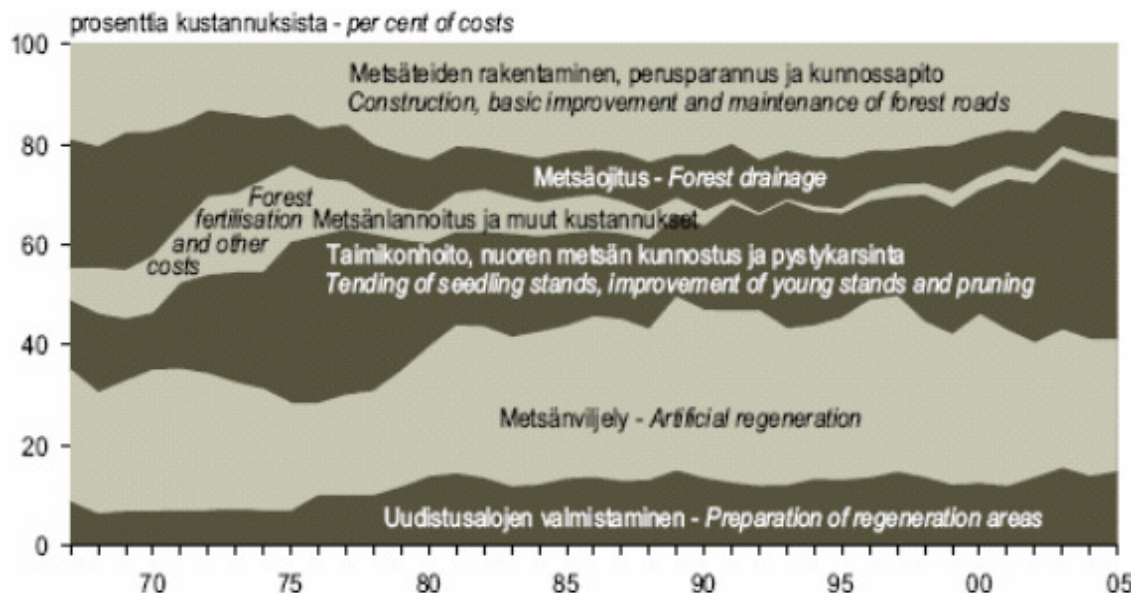 prosenttia kustannuksista - per cent of costs
100
Metsäteiden rakentaminen, perusparannus ja kunnossapito
Construction, basic improvement and maintenance of forest roads
80
Metsäojitus - Forest drainage
Forest
fertilisation Metsänlannoitus ja muut kustannukset
and other
costs
60
Taimikonhoito, nuoren metsän kunnostus ja pystykarsinta
Tending of seedling stands, improvement of young stands and pruning
40
Metsänviljely - Artificial regeneration
20
Uudistusalojen valmistaminen - Preparation of regeneration areas
0
70 75 80 85 90 95 00 05